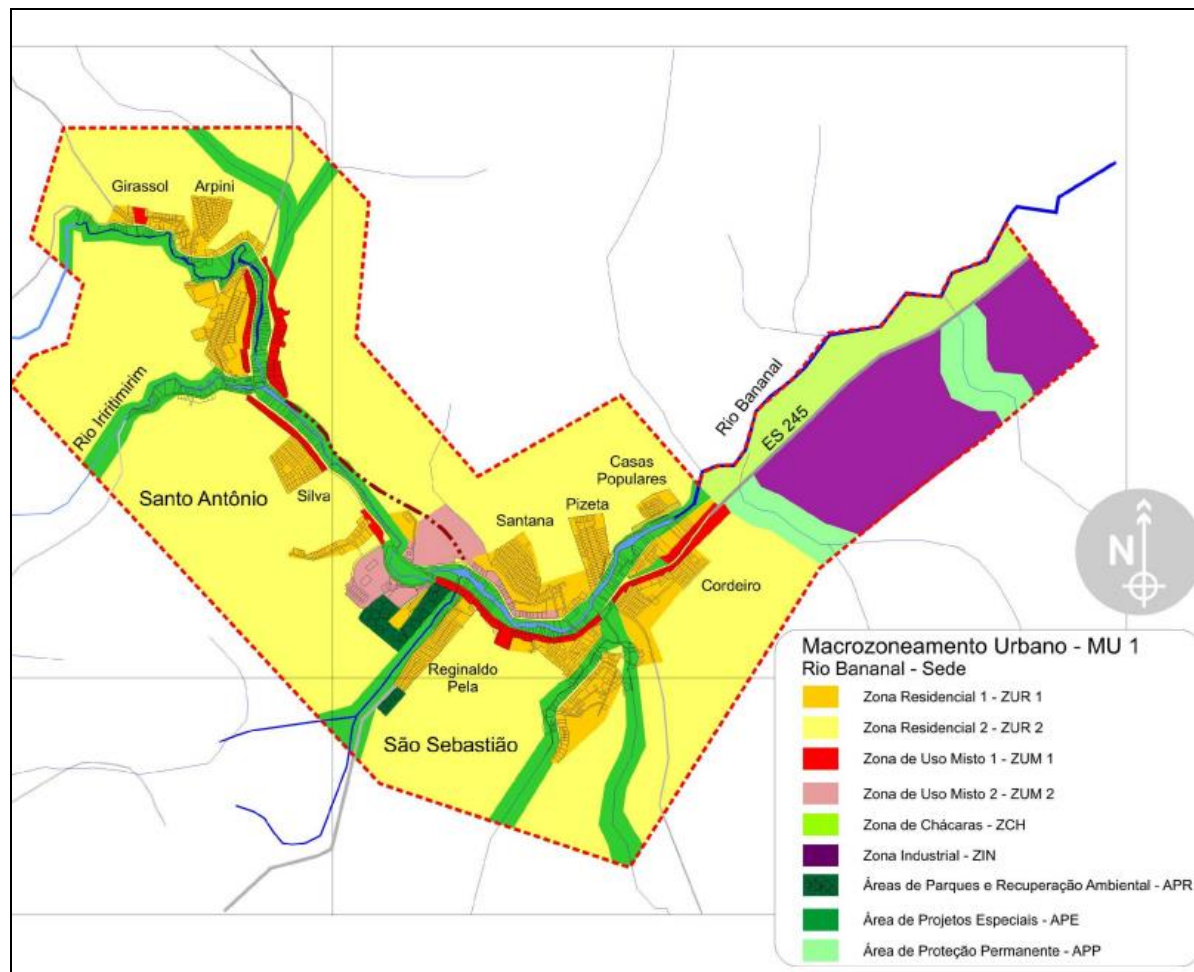 Girassol
Arpini
Rio Iriritimirim
Santo Antônio
Silva
Santana
Pizeta
Casas
Populares
Rio Bananal
ES 245
Cordeiro
Reginaldo
Pela
São Sebastião
N
Macrozoneamento Urbano - MU 1
Rio Bananal - Sede
Zona Residencial 1 - ZUR 1
Zona Residencial 2 - ZUR 2
Zona de Uso Misto 1 - ZUM 1
Zona de Uso Misto 2 - ZUM 2
Zona de Chácaras - ZCH
Zona Industrial - ZIN
Áreas de Parques e Recuperação Ambiental - APR
Área de Projetos Especiais - APE
Área de Proteção Permanente - APP